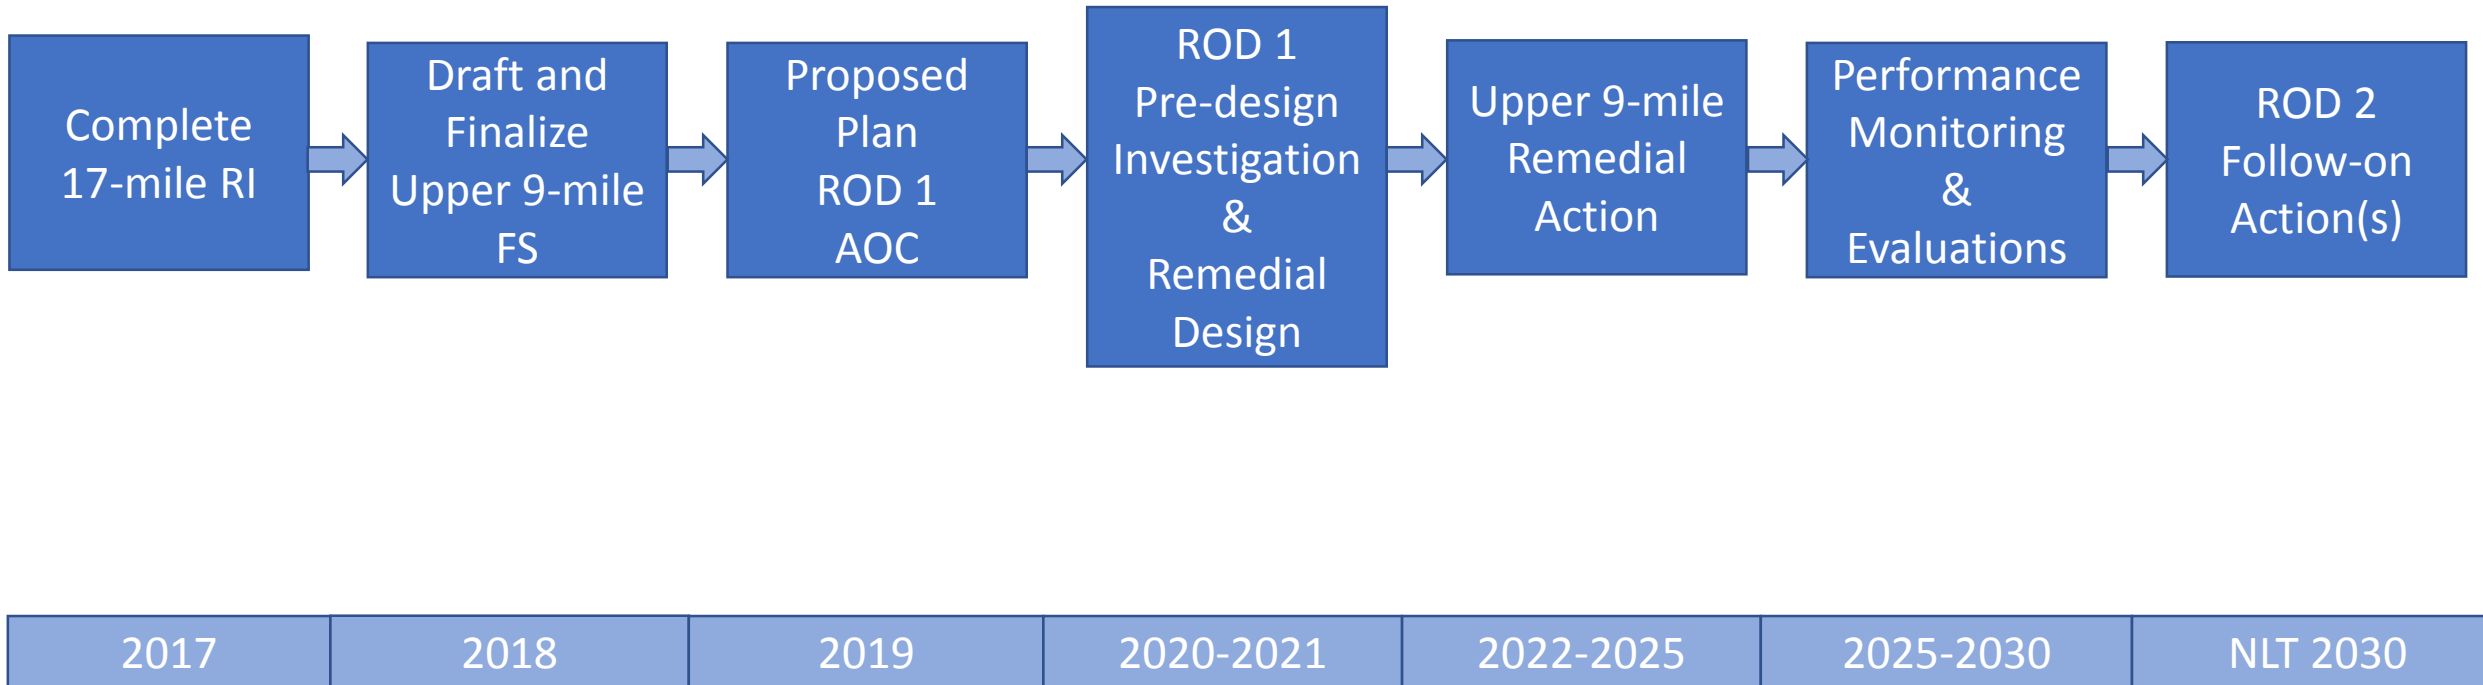 Complete
17-mile RI
Draft and
Finalize
Upper 9-mile
FS
Proposed
Plan
ROD 1
AOC
ROD 1
Pre-design
Investigation
&
Remedial
Design
Upper 9-mile
Remedial
Action
Performance
Monitoring
&
Evaluations
ROD 2
Follow-on
Action(s)
2017
2018
2019
2020-2021
2022-2025
2025-2030
NLT 2030